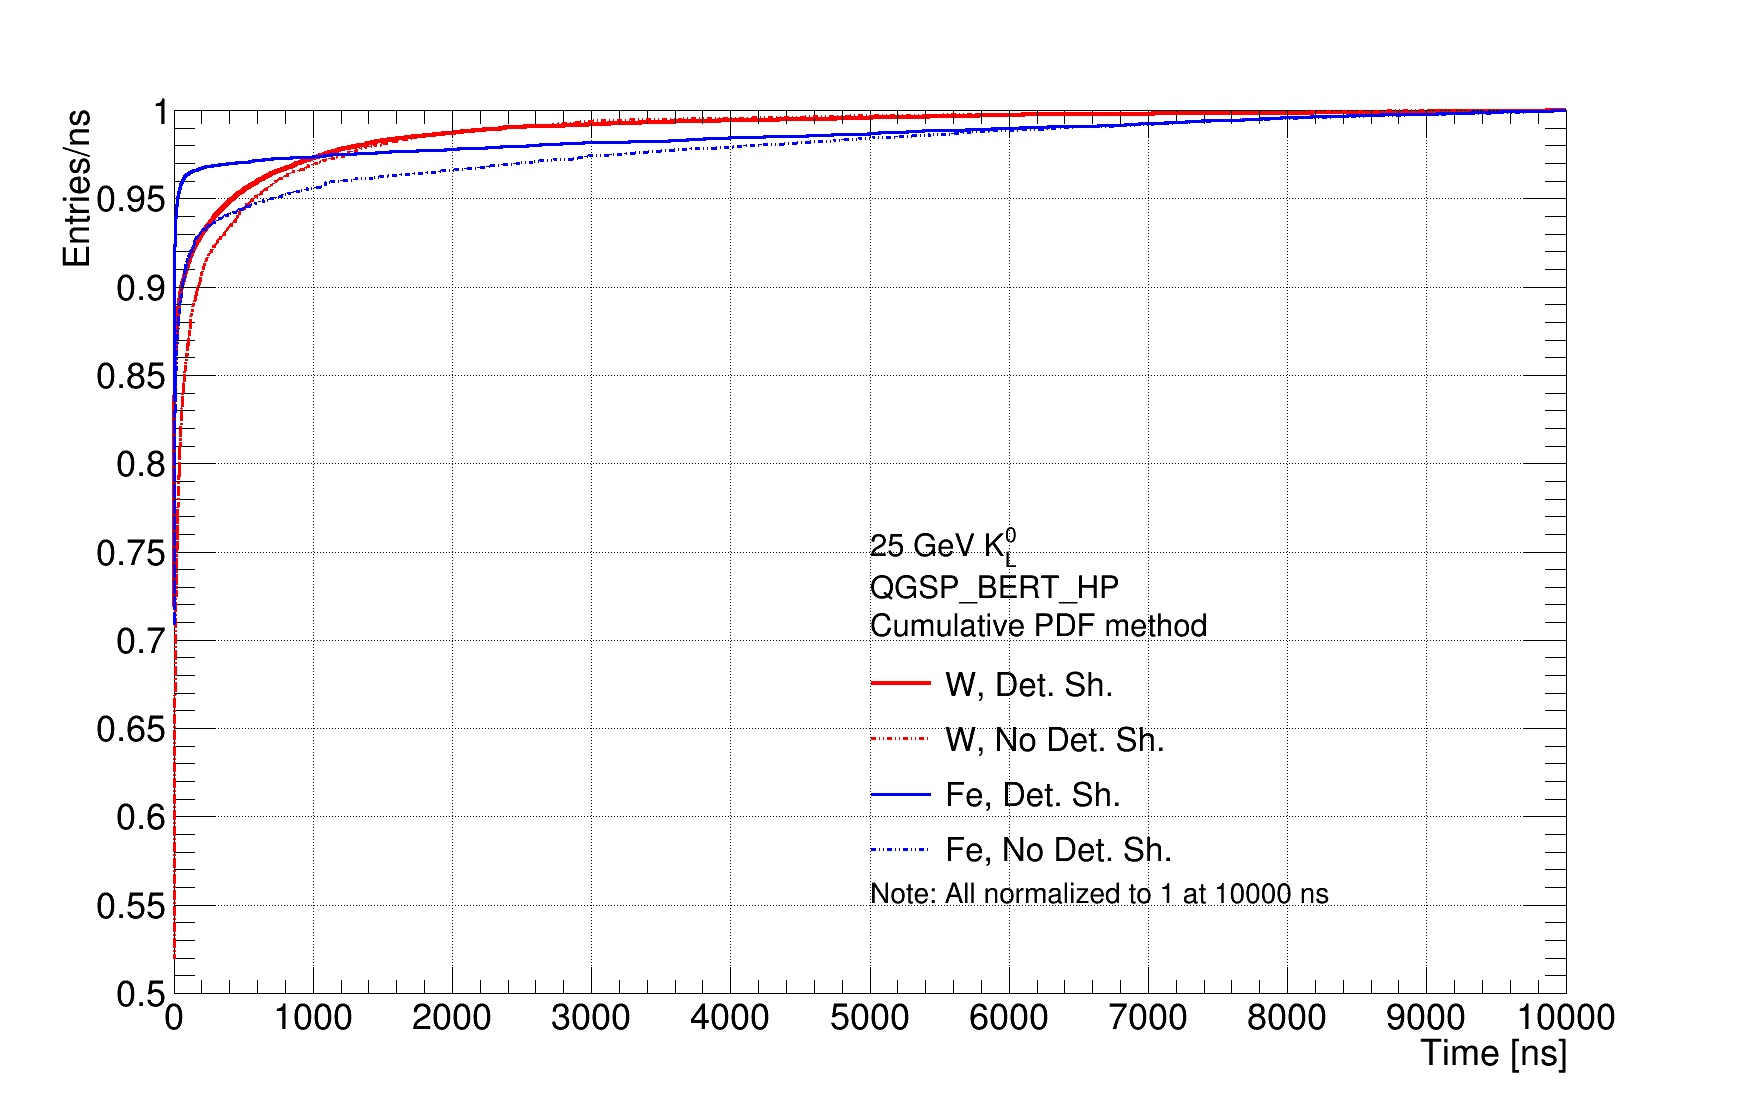 Entries/ns
1
0.95
0.9
0.85
0.8
0.75
0.7
0.65
0.6
0.55
0.5
25 GeV K⁰_L
QGSP_BERT_HP
Cumulative PDF method
W, Det. Sh.
W, No Det. Sh.
Fe, Det. Sh.
Fe, No Det. Sh.
Note: All normalized to 1 at 10000 ns
0 1000 2000 3000 4000 5000 6000 7000 8000 9000 10000
Time [ns]